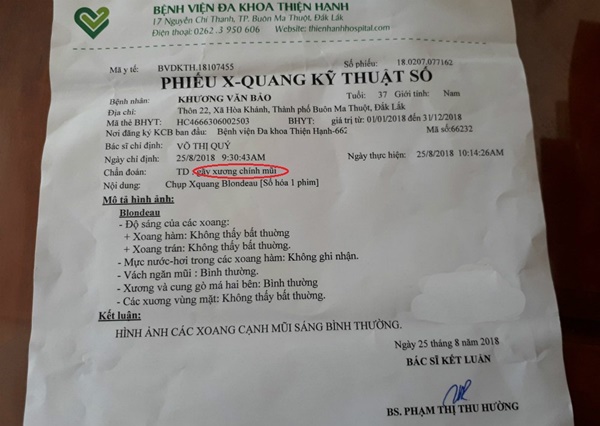 BỆNH VIỆN ĐA KHOA THIỆN HẠNH
17 Nguyễn Chí Thanh, TP. Buôn Ma Thuột, Đắk Lắk
Điện thoại: 0262 3 950 606 Website: thienhanhhospital.com
Mã y tế: BVDKTH.18107455 Số phiếu: 18.0207.077162
PHIẾU X-QUANG KỸ THUẬT SỐ
Bệnh nhân: KHƯƠNG VĂN BẢO Tuổi: 37 Giới tính: Nam
Địa chỉ: Thôn 22, Xã Hòa Khánh, Thành phố Buôn Ma Thuột, Đắk Lắk
Mã thẻ BHYT: HC4666306002503 BHYT: giá trị từ 01/01/2018 đến 31/12/2018
Nơi đăng ký KCB ban đầu: Bệnh viện Đa khoa Thiện Hạnh-662 Mã số 66232
Bác sĩ chỉ định: VÕ THỊ QUÝ
Ngày chỉ định: 25/8/2018 9:30:43AM Ngày thực hiện: 25/8/2018 10:14:26AM
Chẩn đoán: TD gãy xương chính mũi
Nội dung: Chụp Xquang Blondeau [Số hóa 1 phim]
Mô tả hình ảnh:
Blondeau
- Độ sáng của các xoang:
+ Xoang hàm: Không thấy bất thường
+ Xoang trán: Không thấy bất thường.
- Mực nước-hơi trong các xoang hàm: Không ghi nhận.
- Vách ngăn mũi : Bình thường.
- Xương và cung gò má hai bên: Bình thường
- Các xương vùng mặt: Không thấy bất thường.
Kết luận:
HÌNH ẢNH CÁC XOANG CẠNH MŨI SÁNG BÌNH THƯỜNG.
Ngày 25 tháng 8 năm 2018
BÁC SĨ KẾT LUẬN
BS. PHẠM THỊ THU HƯỜNG